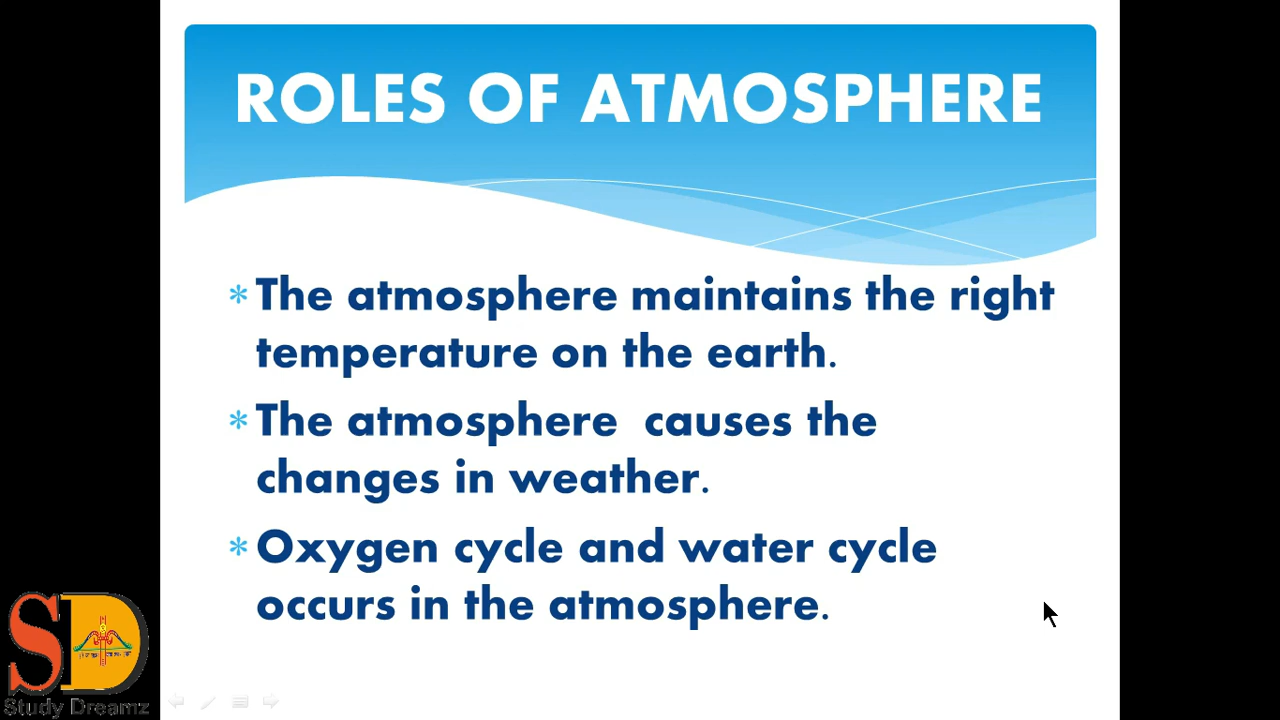 ROLES OF ATMOSPHERE
* The atmosphere maintains the right
temperature on the earth.
* The atmosphere  causes the
changes in weather.
* Oxygen cycle and water cycle
occurs in the atmosphere.
SD
Study Dreamz